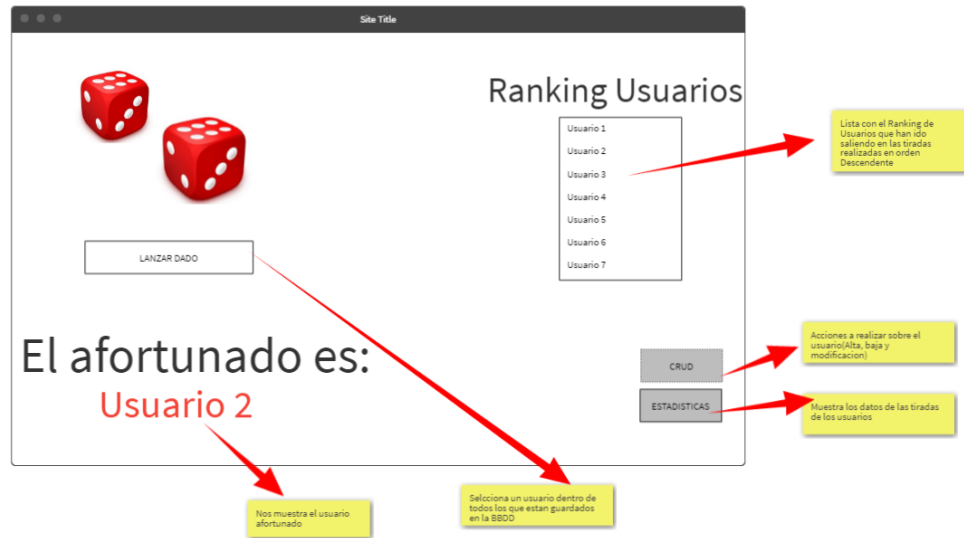 Site Title
Ranking Usuarios
Usuario 1
Usuario 2
Usuario 3
Usuario 4
Usuario 5
Usuario 6
Usuario 7
Lista con el Ranking de
Usuarios que han ido
saliendo en las tiradas
realizadas en orden
Descendente
LANZAR DADO
El afortunado es:
Usuario 2
CRUD
ESTADISTICAS
Acciones a realizar sobre el
usuario(Alta, baja y
modificacion)
Muestra los datos de las tiradas
de los usuarios
Nos muestra el usuario
afortunado
Selcciona un usuario dentro de
todos los que estan guardados
en la BBDD